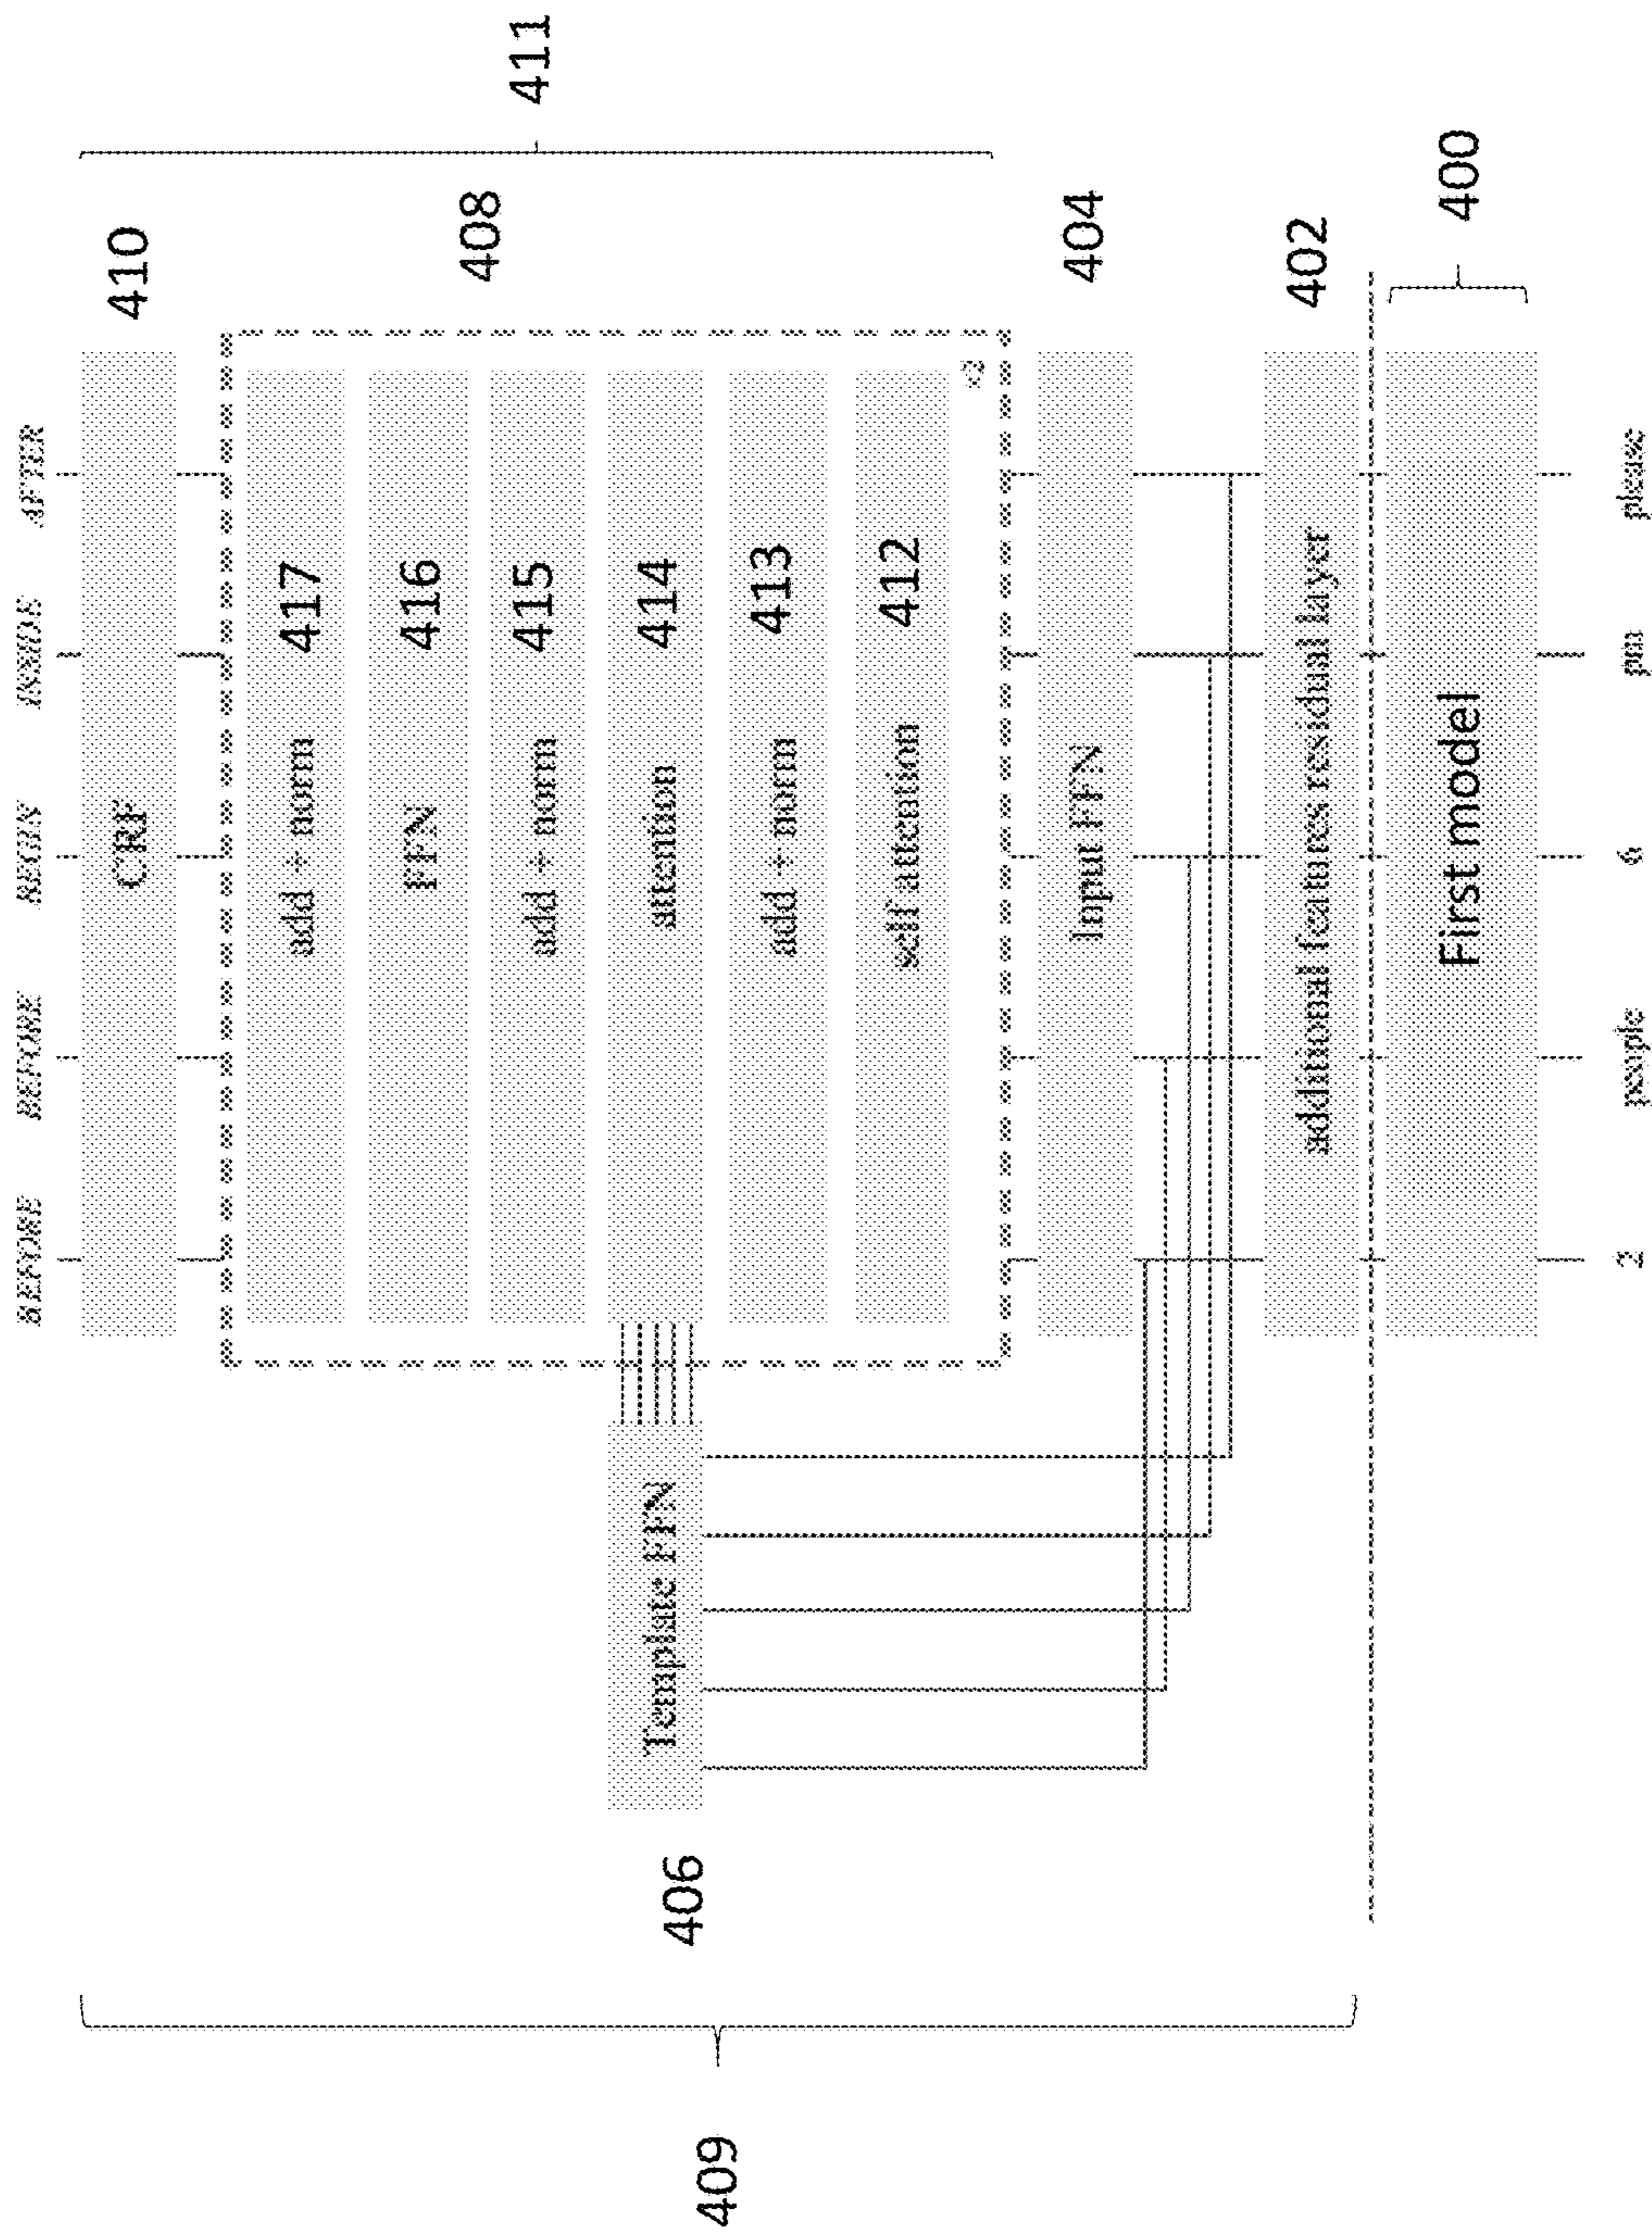 BEFORE BEFORE BEGIN INSIDE AFTER
CRF 410
411
add + norm 417
FFN 416
408
add + norm 415
Template FFN
406
attention 414
409
add + norm 413
self attention 412
Input FFN 404
additional features residual layer 402
First model 400
2 people 6 pm please